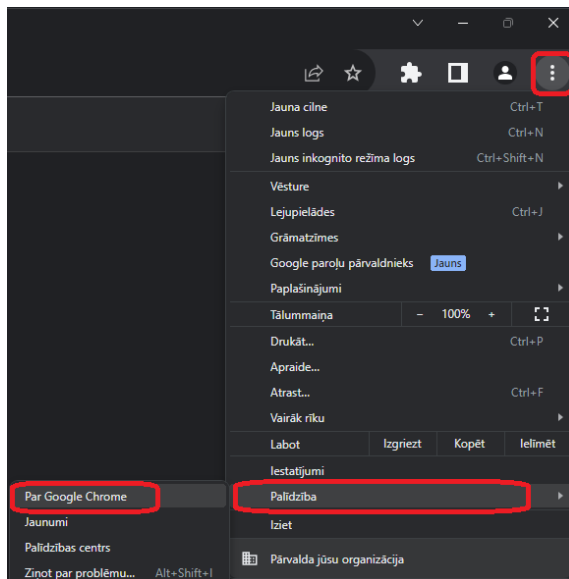 Jauna cilne Ctrl+T
Jauns logs Ctrl+N
Jauns inkognito režīma logs Ctrl+Shift+N
Vēsture
Lejupielādes Ctrl+J
Grāmatzīmes
Google paroļu pārvaldnieks Jauns
Paplašinājumi
Tālummaiņa − 100% +
Drukāt... Ctrl+P
Apraide...
Atrast... Ctrl+F
Vairāk rīku
Labot Izgriezt Kopēt Ielīmēt
Iestatījumi
Palīdzība
Iziet
Pārvalda jūsu organizācija
Par Google Chrome
Jaunumi
Palīdzības centrs
Ziņot par problēmu... Alt+Shift+I